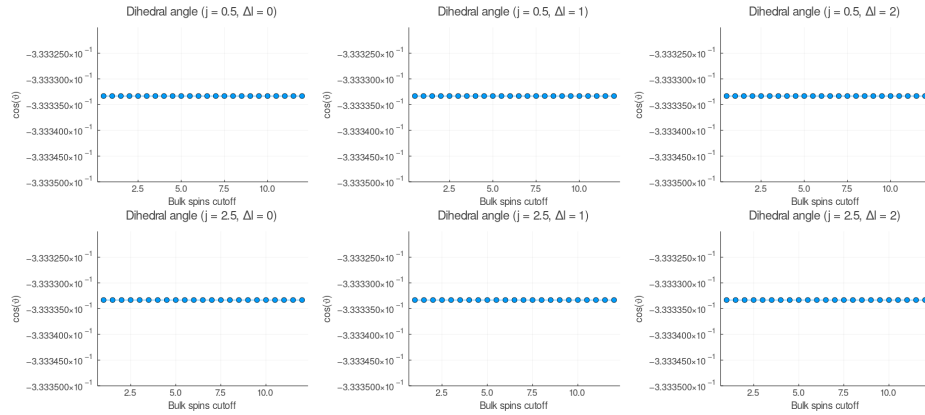 Dihedral angle (j = 0.5, Δl = 0)
cos(ϑ)
−3.333250×10 ⁻¹
−3.333300×10 ⁻¹
−3.333350×10 ⁻¹
−3.333400×10 ⁻¹
−3.333450×10 ⁻¹
−3.333500×10 ⁻¹
2.5 5.0 7.5 10.0
Bulk spins cutoff
Dihedral angle (j = 0.5, Δl = 1)
cos(ϑ)
−3.333250×10 ⁻¹
−3.333300×10 ⁻¹
−3.333350×10 ⁻¹
−3.333400×10 ⁻¹
−3.333450×10 ⁻¹
−3.333500×10 ⁻¹
2.5 5.0 7.5 10.0
Bulk spins cutoff
Dihedral angle (j = 0.5, Δl = 2)
cos(ϑ)
−3.333250×10 ⁻¹
−3.333300×10 ⁻¹
−3.333350×10 ⁻¹
−3.333400×10 ⁻¹
−3.333450×10 ⁻¹
−3.333500×10 ⁻¹
2.5 5.0 7.5 10.0
Bulk spins cutoff
Dihedral angle (j = 2.5, Δl = 0)
cos(ϑ)
−3.333250×10 ⁻¹
−3.333300×10 ⁻¹
−3.333350×10 ⁻¹
−3.333400×10 ⁻¹
−3.333450×10 ⁻¹
−3.333500×10 ⁻¹
2.5 5.0 7.5 10.0
Bulk spins cutoff
Dihedral angle (j = 2.5, Δl = 1)
cos(ϑ)
−3.333250×10 ⁻¹
−3.333300×10 ⁻¹
−3.333350×10 ⁻¹
−3.333400×10 ⁻¹
−3.333450×10 ⁻¹
−3.333500×10 ⁻¹
2.5 5.0 7.5 10.0
Bulk spins cutoff
Dihedral angle (j = 2.5, Δl = 2)
cos(ϑ)
−3.333250×10 ⁻¹
−3.333300×10 ⁻¹
−3.333350×10 ⁻¹
−3.333400×10 ⁻¹
−3.333450×10 ⁻¹
−3.333500×10 ⁻¹
2.5 5.0 7.5 10.0
Bulk spins cutoff